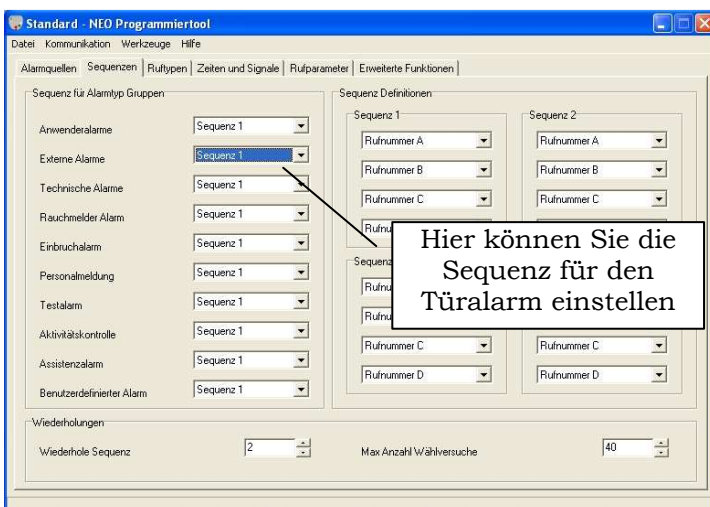 Standard - NEO Programmiertool
Datei Kommunikation Werkzeuge Hilfe
Alarmquellen Sequenzen Ruftypen Zeiten und Signale Rufparameter Erweiterte Funktionen
Sequenz für Alarmtyp Gruppen
Anwenderalarme Sequenz 1
Externe Alarme Sequenz 1
Technische Alarme Sequenz 1
Rauchmelder Alarm Sequenz 1
Einbruchalarm Sequenz 1
Personalmeldung Sequenz 1
Testalarm Sequenz 1
Aktivitätskontrolle Sequenz 1
Assistenzalarm Sequenz 1
Benutzerdefinierter Alarm Sequenz 1
Sequenz Definitionen
Sequenz 1
Rufnummer A
Rufnummer B
Rufnummer C
Sequenz 2
Rufnummer A
Rufnummer B
Rufnummer C
Hier können Sie die
Sequenz für den
Türalarm einstellen
Rufnummer C
Rufnummer D
Rufnummer C
Rufnummer D
Wiederholungen
Wiederhole Sequenz 2
Max Anzahl Wählversuche 40